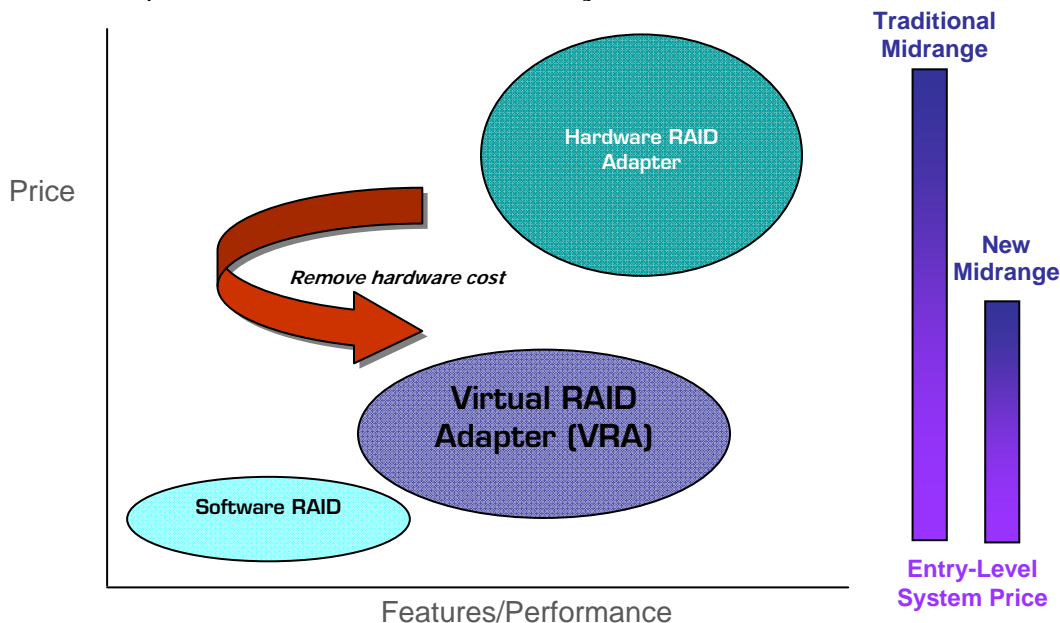 Traditional
Midrange
Hardware RAID
Adapter
Price
New
Midrange
Remove hardware cost
Virtual RAID
Adapter (VRA)
Software RAID
Entry-Level
System Price
Features/Performance